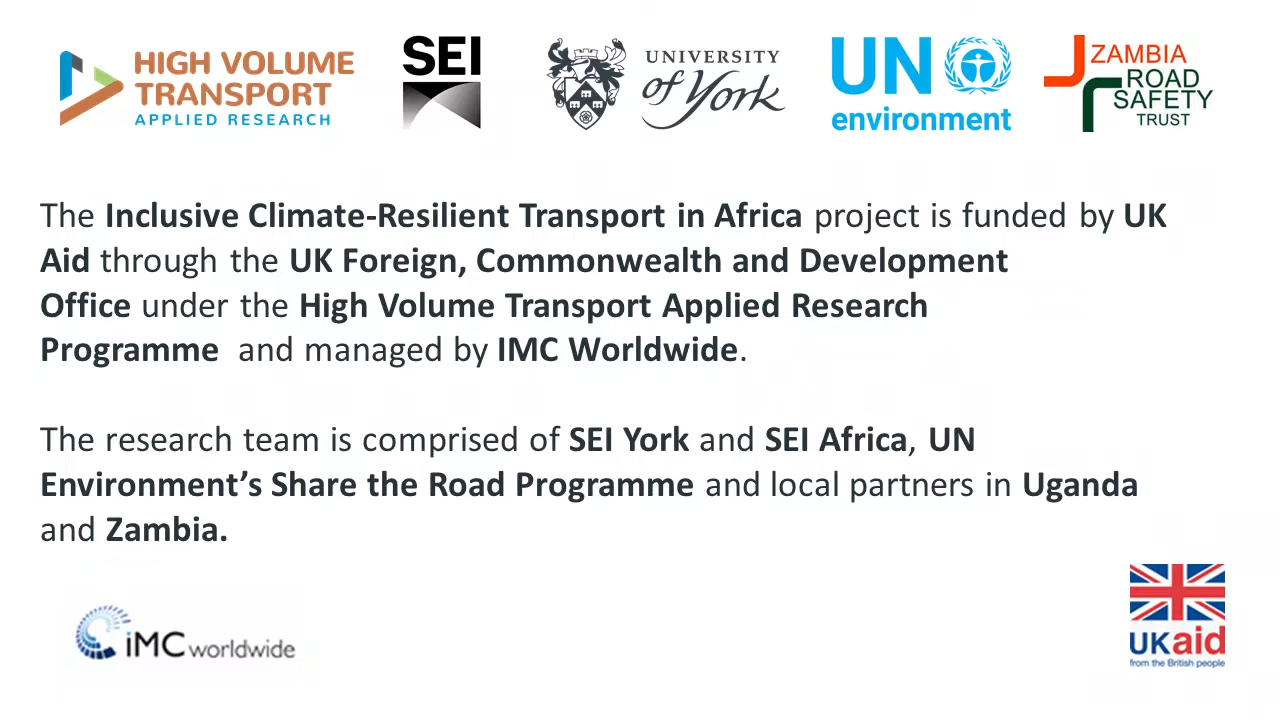 HIGH VOLUME
TRANSPORT
APPLIED RESEARCH
SEI
UNIVERSITY
of York
UN
environment
ZAMBIA
ROAD
SAFETY
TRUST
The Inclusive Climate-Resilient Transport in Africa project is funded by UK
Aid through the UK Foreign, Commonwealth and Development
Office under the High Volume Transport Applied Research
Programme and managed by IMC Worldwide.
The research team is comprised of SEI York and SEI Africa, UN
Environment’s Share the Road Programme and local partners in Uganda
and Zambia.
iMC worldwide
UKaid
from the British people